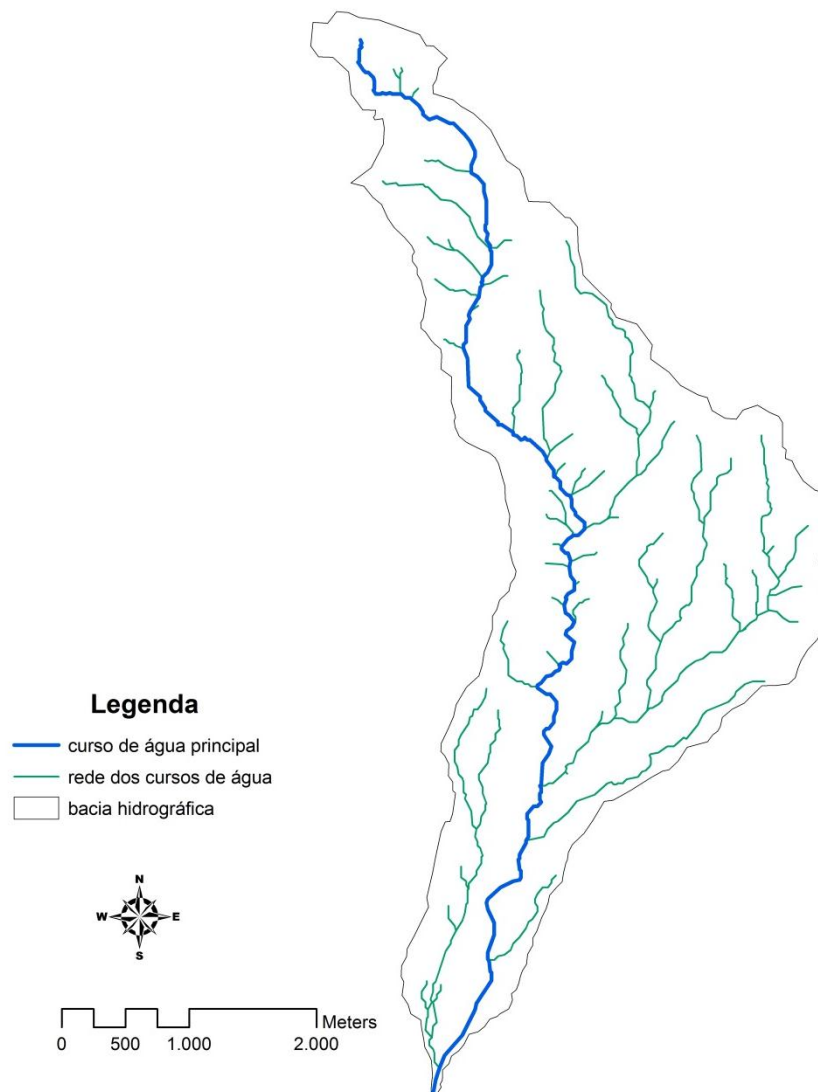 Legenda
curso de água principal
rede dos cursos de água
bacia hidrográfica
N
W E
S
Meters
0 500 1.000 2.000